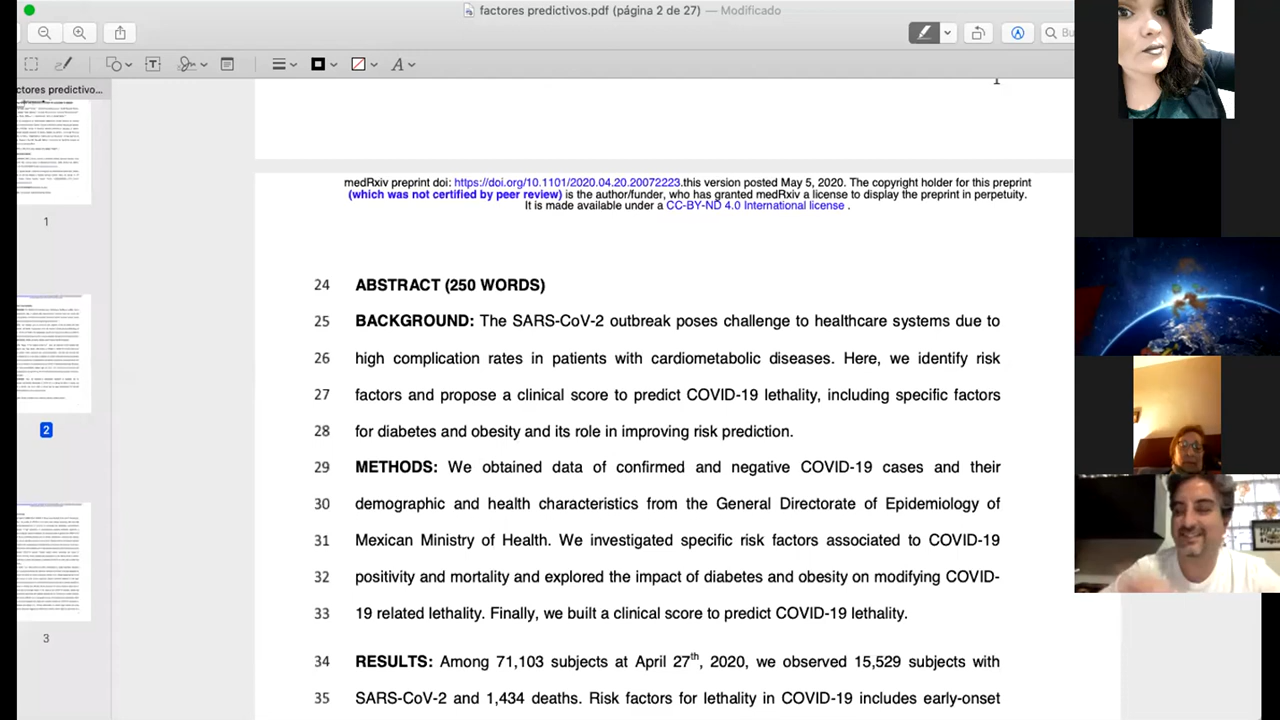 factores predictivos.pdf (página 2 de 27) — Modificado
Bu
A
ctores predictivo...
1
1
medRxiv preprint doi: https://doi.org/10.1101/2020.04.20.20072223.this version posted May 5, 2020. The copyright holder for this preprint
(which was not certified by peer review) is the author/funder, who has granted medRxiv a license to display the preprint in perpetuity.
It is made available under a CC-BY-ND 4.0 International license .
24 ABSTRACT (250 WORDS)
25 BACKGROUND: SARS-CoV-2 outbreak poses challenge to healthcare systems due to
high complication rates in patients with cardiometabolic diseases. Here, we identify risk
27 factors and propose a clinical score to predict COVID-19 lethality, including specific factors
28 for diabetes and obesity and its role in improving risk prediction.
29 METHODS: We obtained data of confirmed and negative COVID-19 cases and their
30 demographic and health characteristics from the General Directorate of Epidemiology of
31 Mexican Ministry of Health. We investigated specific risk factors associated to COVID-19
32 positivity and mortality and explored the impact of diabetes and obesity on modifying COVID-
33 19 related lethality. Finally, we built a clinical score to predict COVID-19 lethality.
34 RESULTS: Among 71,103 subjects at April 27th, 2020, we observed 15,529 subjects with
35 SARS-CoV-2 and 1,434 deaths. Risk factors for lethality in COVID-19 includes early-onset
2
3